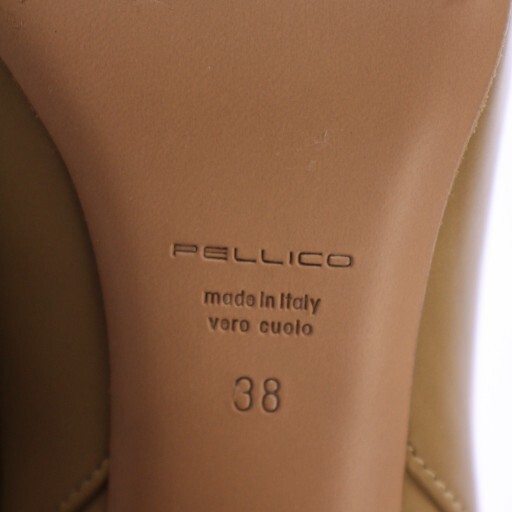 PELLICO
made in Italy
vero cuoio
38